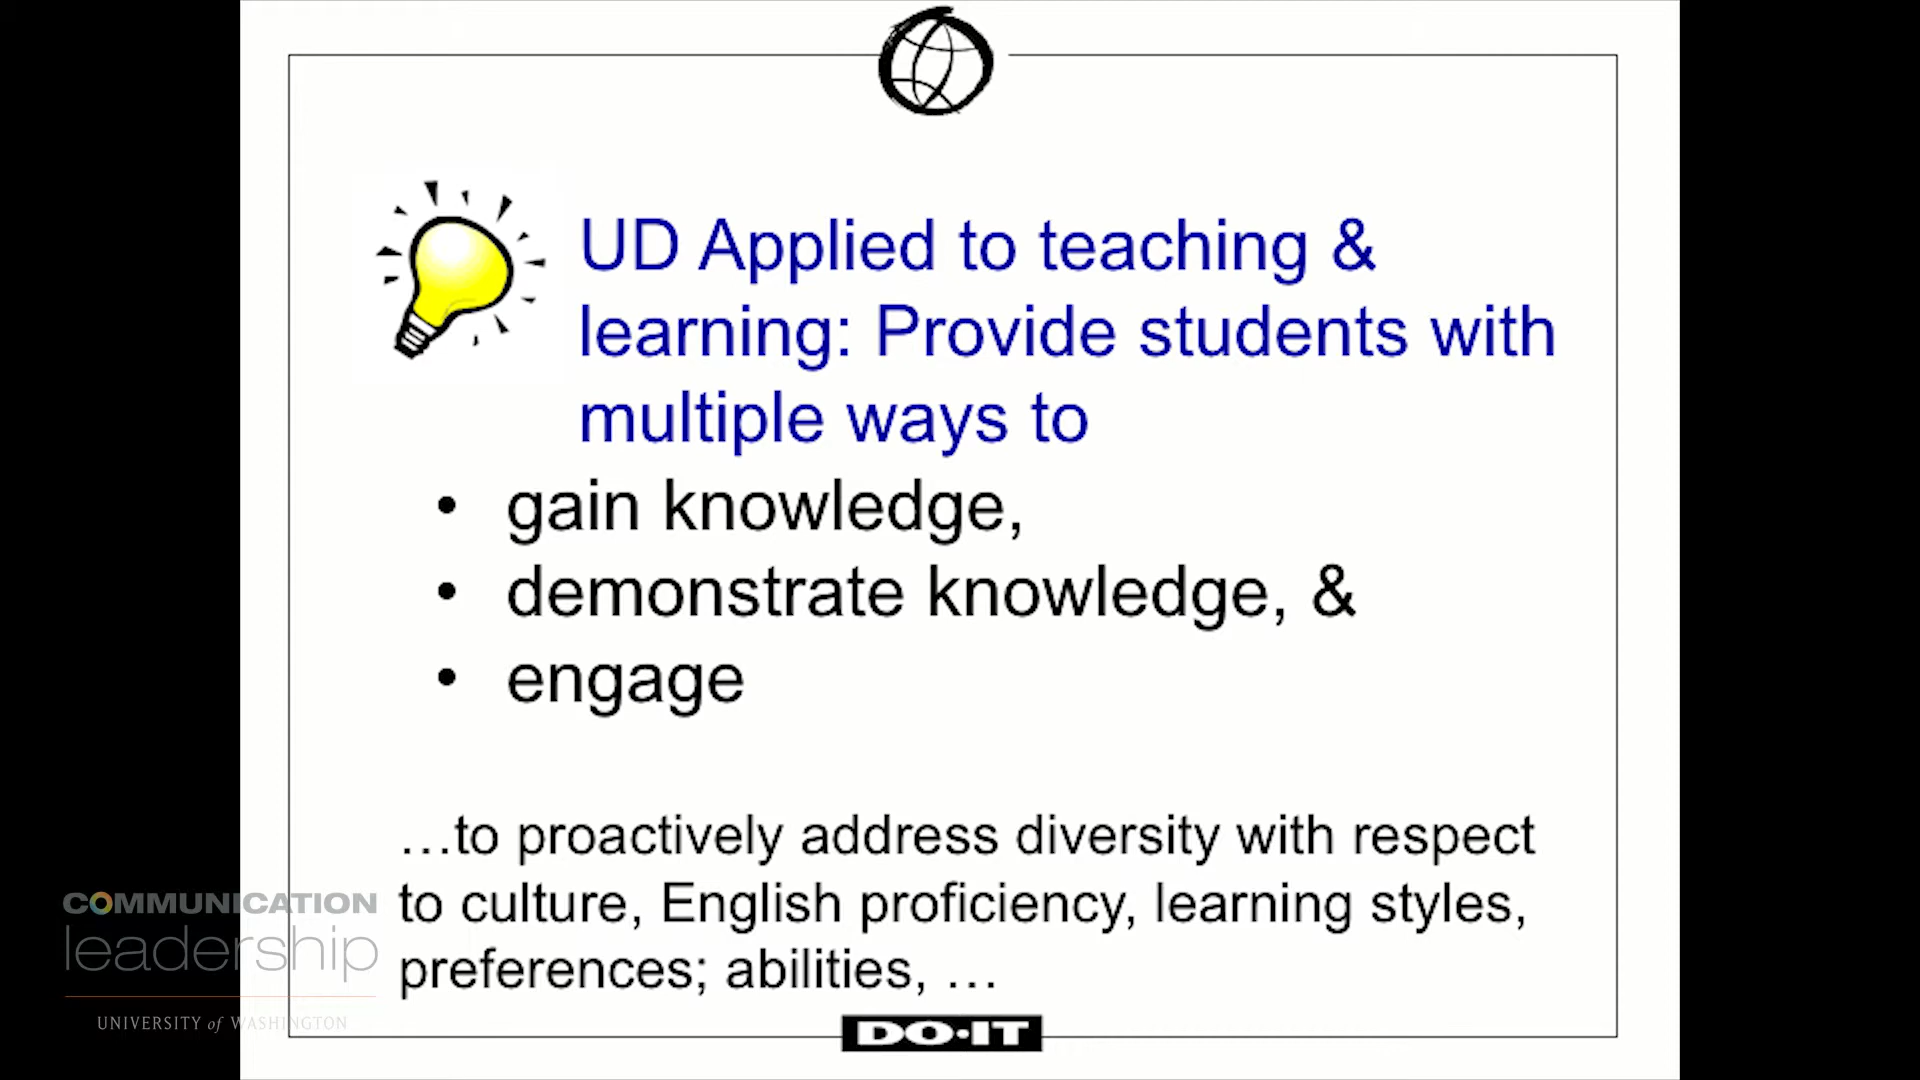 UD Applied to teaching &
learning: Provide students with
multiple ways to
• gain knowledge,
• demonstrate knowledge, &
• engage
…to proactively address diversity with respect
to culture, English proficiency, learning styles,
preferences; abilities, …
COMMUNICATION
leadership
UNIVERSITY of WASHINGTON
DO•IT